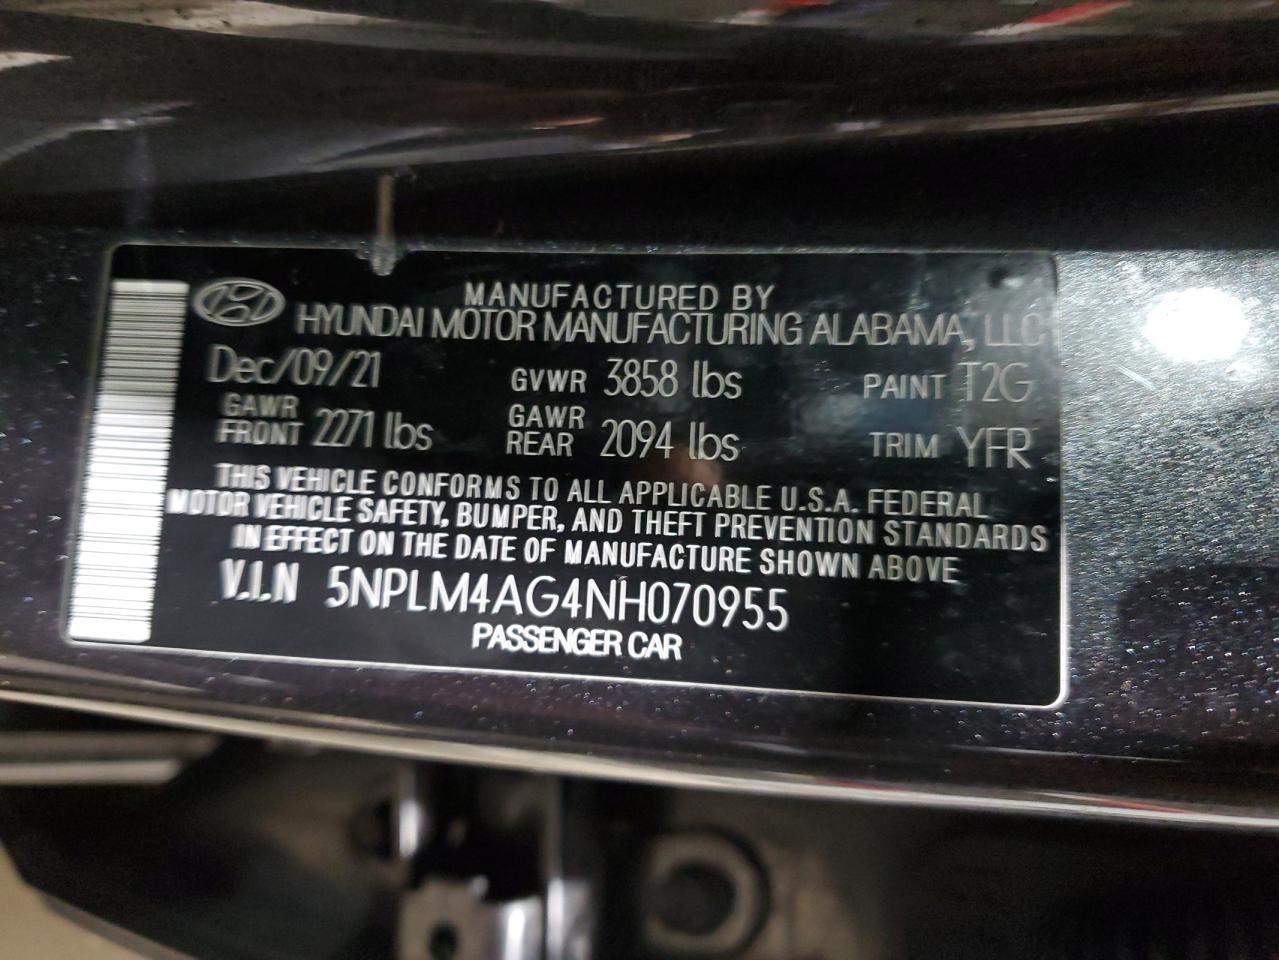 MANUFACTURED BY
HYUNDAI MOTOR MANUFACTURING ALABAMA, LLC
Dec/09/21 GVWR 3858 lbs PAINT T2G
GAWR FRONT 2271 lbs GAWR REAR 2094 lbs TRIM YFR
THIS VEHICLE CONFORMS TO ALL APPLICABLE U.S.A. FEDERAL
MOTOR VEHICLE SAFETY, BUMPER, AND THEFT PREVENTION STANDARDS
IN EFFECT ON THE DATE OF MANUFACTURE SHOWN ABOVE
V.I.N 5NPLM4AG4NH070955
PASSENGER CAR